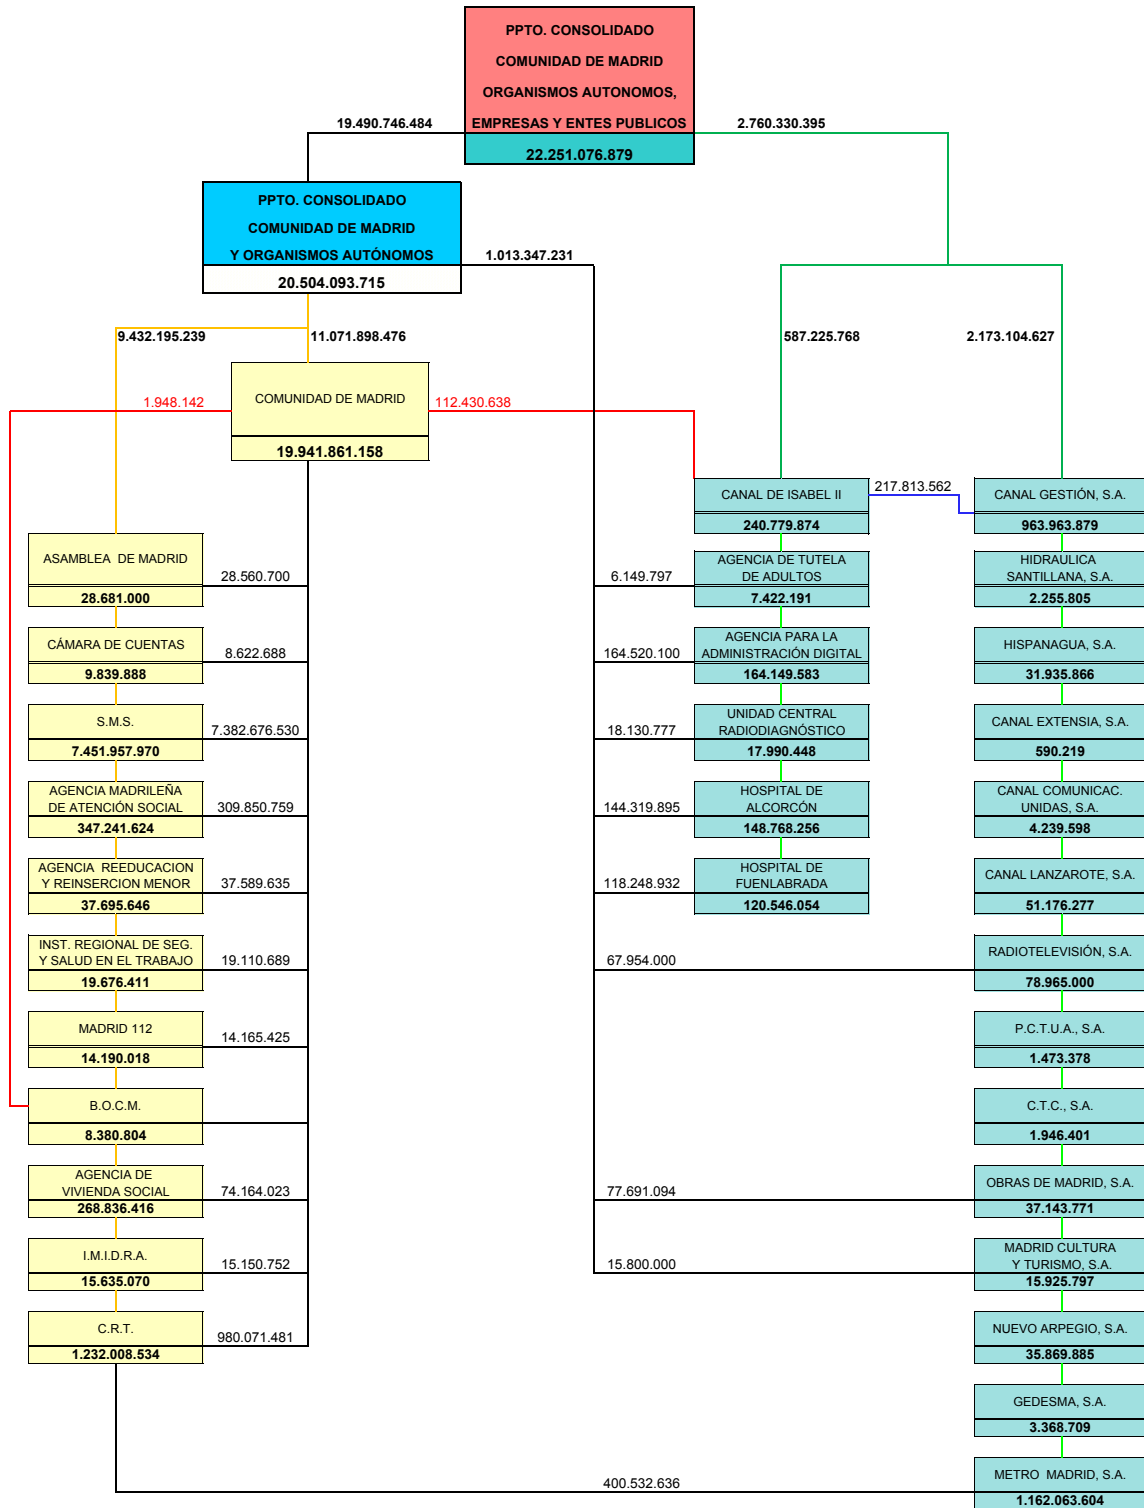 PPTO. CONSOLIDADO
COMUNIDAD DE MADRID
ORGANISMOS AUTONOMOS,
EMPRESAS Y ENTES PUBLICOS
22.251.076.879
19.490.746.484
2.760.330.395
PPTO. CONSOLIDADO
COMUNIDAD DE MADRID
Y ORGANISMOS AUTÓNOMOS
20.504.093.715
1.013.347.231
9.432.195.239
11.071.898.476
587.225.768
2.173.104.627
COMUNIDAD DE MADRID
19.941.861.158
1.948.142
112.430.638
CANAL DE ISABEL II
240.779.874
217.813.562
CANAL GESTIÓN, S.A.
963.963.879
ASAMBLEA DE MADRID
28.681.000
28.560.700
6.149.797
AGENCIA DE TUTELA
DE ADULTOS
7.422.191
HIDRAULICA
SANTILLANA, S.A.
2.255.805
CÁMARA DE CUENTAS
9.839.888
8.622.688
164.520.100
AGENCIA PARA LA
ADMINISTRACIÓN DIGITAL
164.149.583
HISPANAGUA, S.A.
31.935.866
S.M.S.
7.451.957.970
7.382.676.530
18.130.777
UNIDAD CENTRAL
RADIODIAGNÓSTICO
17.990.448
CANAL EXTENSIA, S.A.
590.219
AGENCIA MADRILEÑA
DE ATENCIÓN SOCIAL
347.241.624
309.850.759
144.319.895
HOSPITAL DE
ALCORCÓN
148.768.256
CANAL COMUNICAC.
UNIDAS, S.A.
4.239.598
AGENCIA REEDUCACION
Y REINSERCION MENOR
37.695.646
37.589.635
118.248.932
HOSPITAL DE
FUENLABRADA
120.546.054
CANAL LANZAROTE, S.A.
51.176.277
INST. REGIONAL DE SEG.
Y SALUD EN EL TRABAJO
19.676.411
19.110.689
67.954.000
RADIOTELEVISIÓN, S.A.
78.965.000
MADRID 112
14.190.018
14.165.425
P.C.T.U.A., S.A.
1.473.378
B.O.C.M.
8.380.804
C.T.C., S.A.
1.946.401
AGENCIA DE
VIVIENDA SOCIAL
268.836.416
74.164.023
77.691.094
OBRAS DE MADRID, S.A.
37.143.771
I.M.I.D.R.A.
15.635.070
15.150.752
15.800.000
MADRID CULTURA
Y TURISMO, S.A.
15.925.797
C.R.T.
1.232.008.534
980.071.481
NUEVO ARPEGIO, S.A.
35.869.885
GEDESMA, S.A.
3.368.709
400.532.636
METRO MADRID, S.A.
1.162.063.604